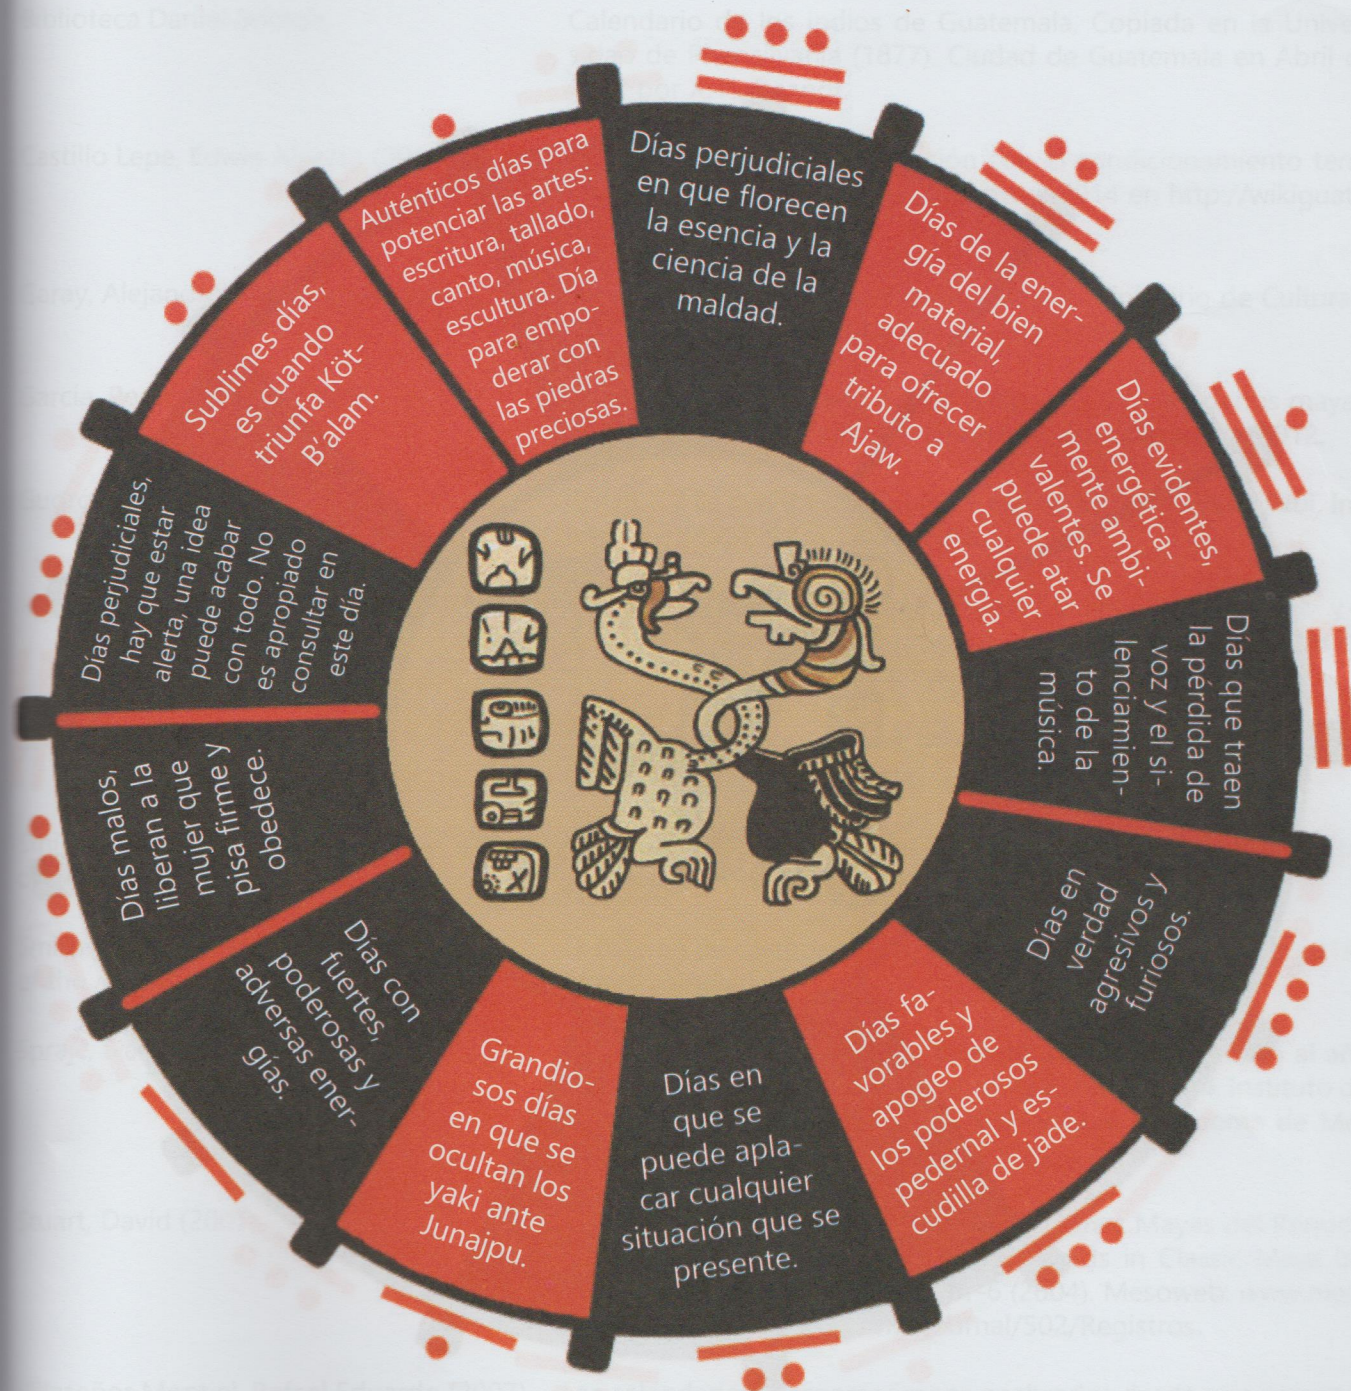 Auténticos días para
potenciar las artes:
escritura, tallado,
canto, música,
escultura. Día
para empo-
derar con
las piedras
preciosas.
Sublimes días,
es cuando
triunfa Köt-
B'alam.
Días perjudiciales,
hay que estar
alerta, una idea
puede acabar
con todo. No
es apropiado
consultar en
este día.
Días malos,
liberan a la
mujer que
pisa firme y
obedece.
Días con
fuertes,
poderosas y
adversas ener-
gías.
Grandio-
sos días
en que se
ocultan los
yaki ante
Junajpu.
Días en
que se
puede apla-
car cualquier
situación que se
presente.
Días fa-
vorables y
apogeo de
los poderosos
pedernal y es-
cudilla de jade.
Días en
verdad
agresivos y
furiosos.
Días que traen
la pérdida de
voz y el si-
lenciamien-
to de la
música.
Días evidentes,
energética-
mente ambi-
valentes. Se
puede atar
cualquier
energía.
Días de la ener-
gía del bien
material,
adecuado
para ofrecer
tributo a
Ajaw.
Días perjudiciales
en que florecen
la esencia y la
ciencia de la
maldad.